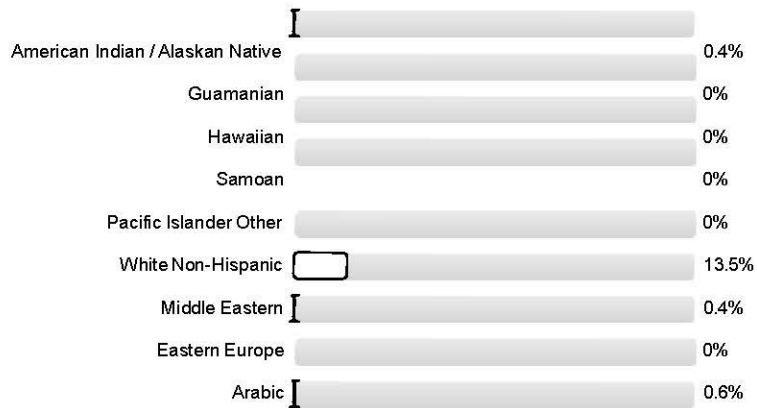 American Indian / Alaskan Native 0.4%
Guamanian 0%
Hawaiian 0%
Samoan 0%
Pacific Islander Other 0%
White Non-Hispanic 13.5%
Middle Eastern 0.4%
Eastern Europe 0%
Arabic 0.6%